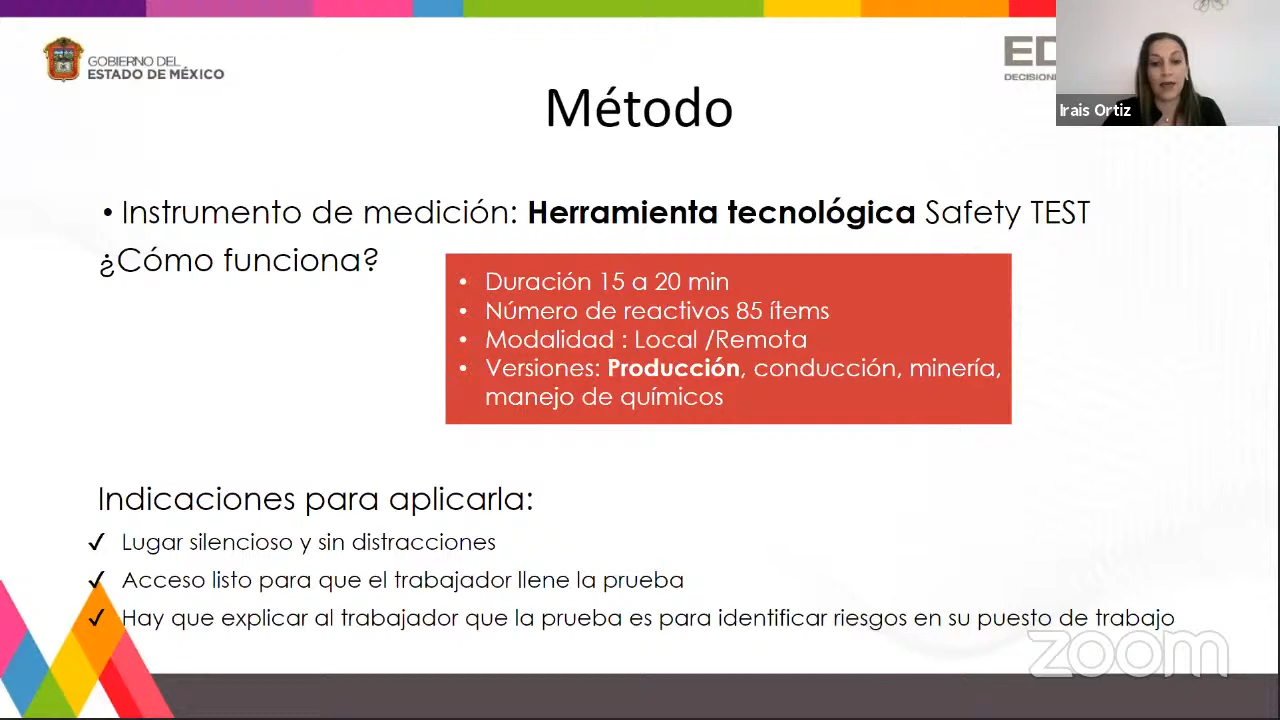 GOBIERNO DEL
ESTADO DE MÉXICO
Irais Ortiz
Método
• Instrumento de medición: Herramienta tecnológica Safety TEST
¿Cómo funciona?
• Duración 15 a 20 min
• Número de reactivos 85 ítems
• Modalidad : Local /Remota
• Versiones: Producción, conducción, minería,
manejo de químicos
Indicaciones para aplicarla:
✓ Lugar silencioso y sin distracciones
✓ Acceso listo para que el trabajador llene la prueba
✓ Hay que explicar al trabajador que la prueba es para identificar riesgos en su puesto de trabajo
zoom